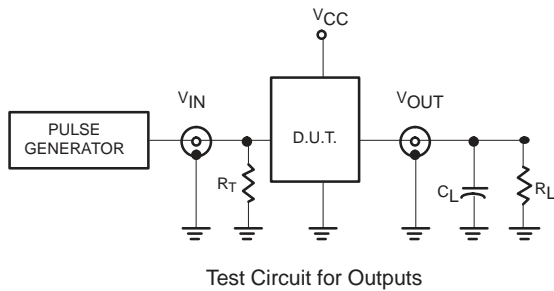 VCC
VIN
VOUT
PULSE
GENERATOR
D.U.T.
RT
CL
RL
Test Circuit for Outputs